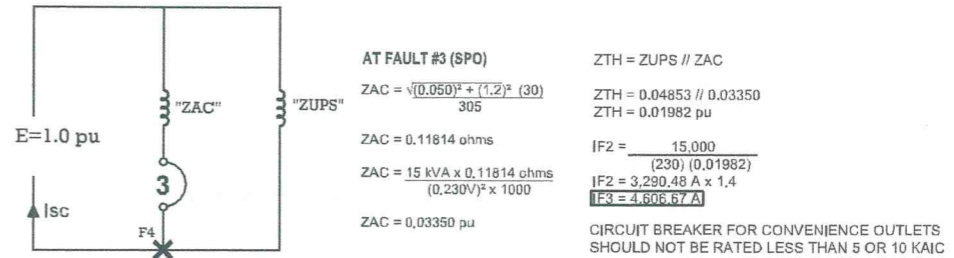 "ZAC"
"ZUPS"
E=1.0 pu
3
Isc
F4
AT FAULT #3 (SPO)
ZAC = √(0.050)² + (1.2)² (30)
305
ZAC = 0.11814 ohms
ZAC = 15 kVA x 0.11814 ohms
(0.230V)² x 1000
ZAC = 0.03350 pu
ZTH = ZUPS // ZAC
ZTH = 0.04853 // 0.03350
ZTH = 0.01982 pu
IF2 = 15,000
(230) (0.01982)
IF2 = 3,290.48 A x 1.4
IF3 = 4,606.67 A
CIRCUIT BREAKER FOR CONVENIENCE OUTLETS
SHOULD NOT BE RATED LESS THAN 5 OR 10 KAIC